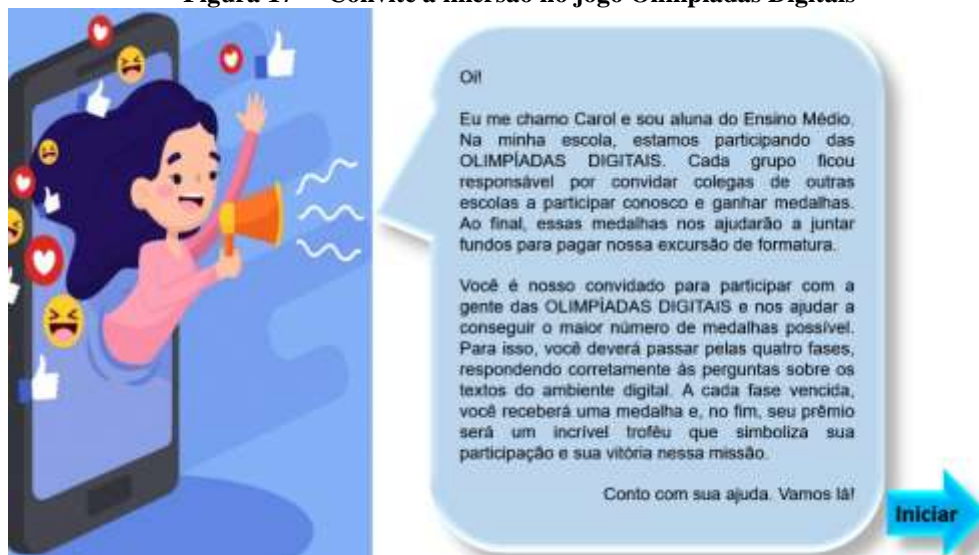 Figura 17 – Convite à imersão no jogo Olimpíadas Digitais
Oi!
Eu me chamo Carol e sou aluna do Ensino Médio.
Na minha escola, estamos participando das
OLIMPÍADAS DIGITAIS. Cada grupo ficou
responsável por convidar colegas de outras
escolas a participar conosco e ganhar medalhas.
Ao final, essas medalhas nos ajudarão a juntar
fundos para pagar nossa excursão de formatura.
Você é nosso convidado para participar com a
gente das OLIMPÍADAS DIGITAIS e nos ajudar a
conseguir o maior número de medalhas possível.
Para isso, você deverá passar pelas quatro fases,
respondendo corretamente às perguntas sobre os
textos do ambiente digital. A cada fase vencida,
você receberá uma medalha e, no fim, seu prêmio
será um incrível troféu que simboliza sua
participação e sua vitória nessa missão.
Conto com sua ajuda. Vamos lá!
Iniciar